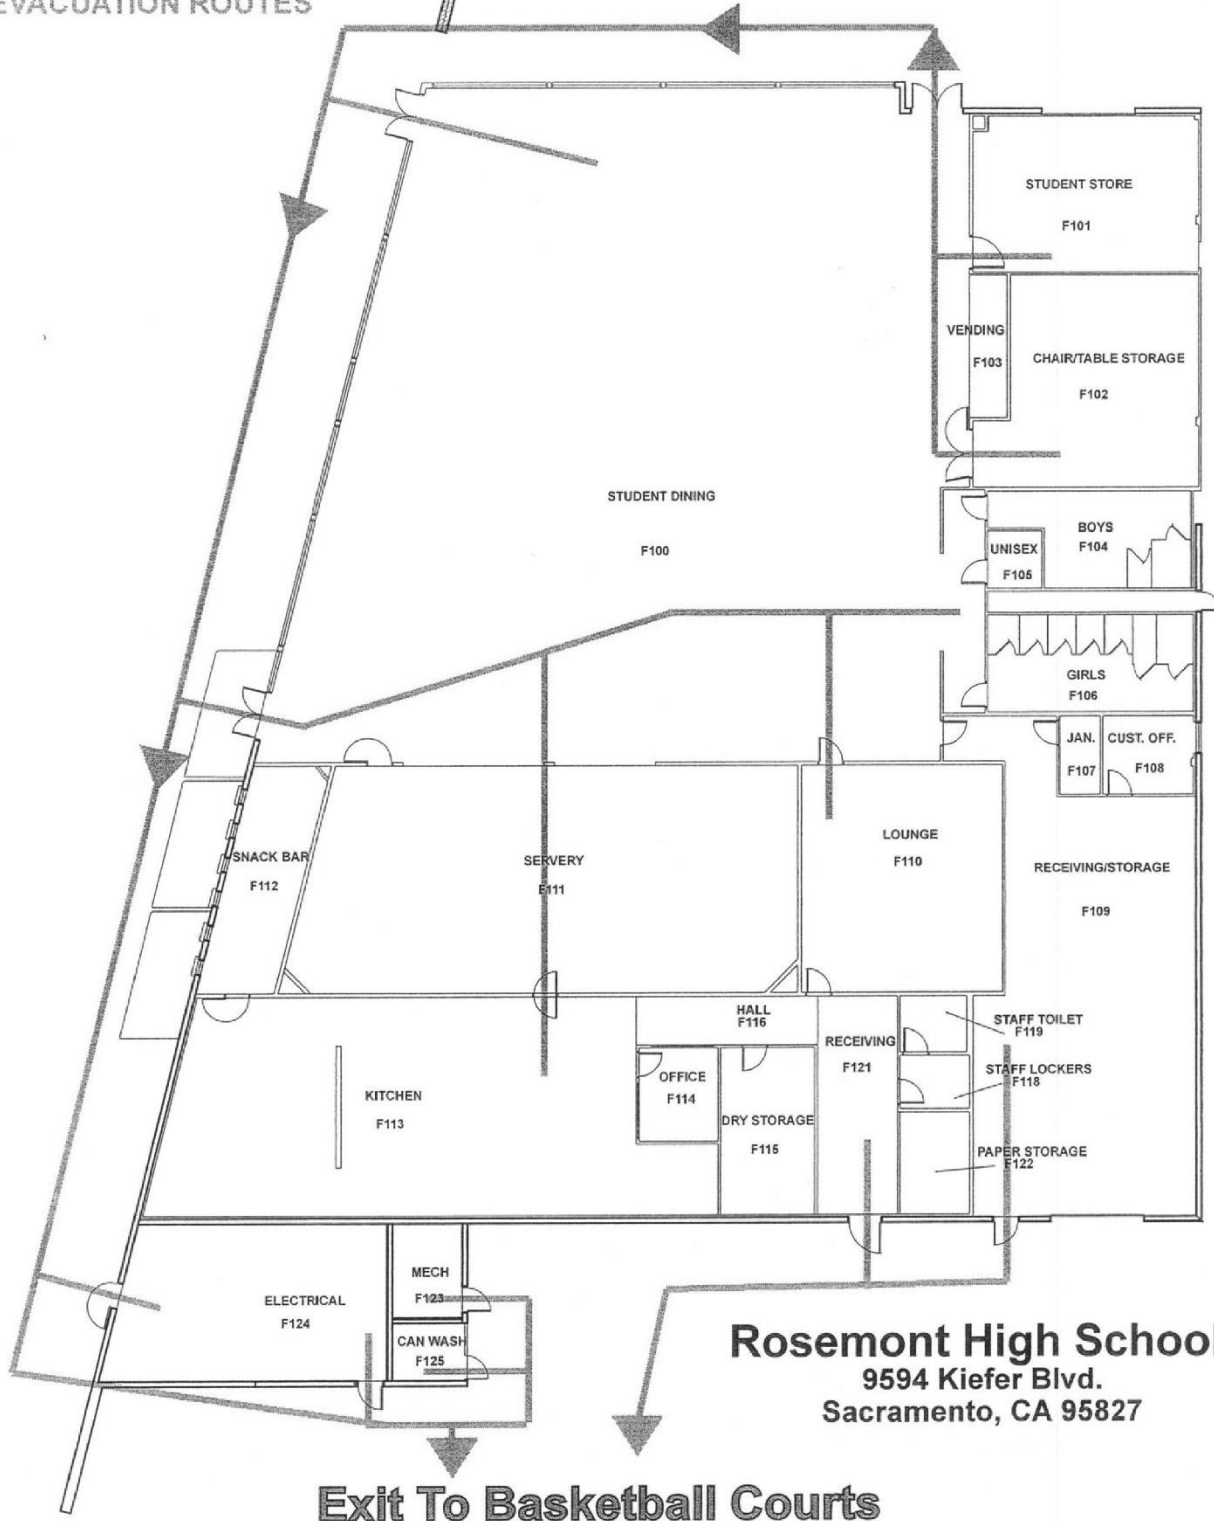 EVACUATION ROUTES
STUDENT STORE
F101
VENDING
F103
CHAIR/TABLE STORAGE
F102
STUDENT DINING
F100
BOYS
F104
UNISEX
F105
GIRLS
F106
JAN.
F107
CUST. OFF.
F108
SNACK BAR
F112
SERVERY
F111
LOUNGE
F110
RECEIVING/STORAGE
F109
HALL
F116
RECEIVING
F121
STAFF TOILET
F119
STAFF LOCKERS
F118
OFFICE
F114
KITCHEN
F113
DRY STORAGE
F115
PAPER STORAGE
F122
MECH
F123
ELECTRICAL
F124
CAN WASH
F125
Rosemont High School
9594 Kiefer Blvd.
Sacramento, CA 95827
Exit To Basketball Courts